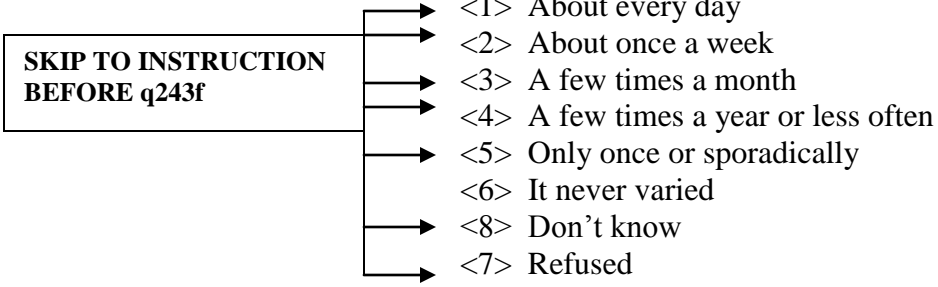 <1> About every day
<2> About once a week
SKIP TO INSTRUCTION
BEFORE q243f
<3> A few times a month
<4> A few times a year or less often
<5> Only once or sporadically
<6> It never varied
<8> Don’t know
<7> Refused